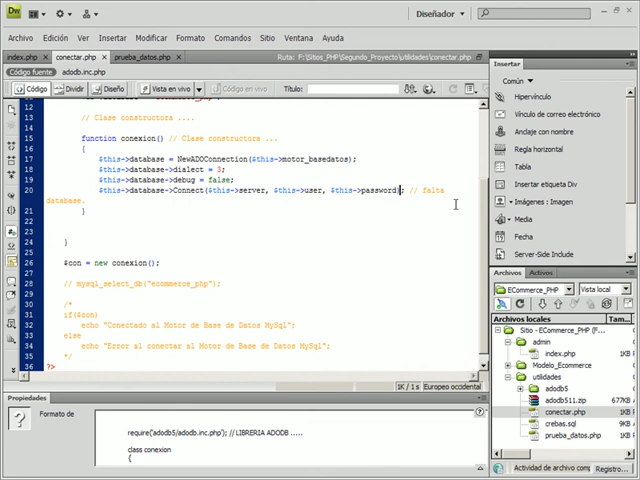 Dw
Diseñador
Archivo Edición Ver Insertar Modificar Formato Comandos Sitio Ventana Ayuda
index.php × conectar.php × prueba_datos.php ×
Ruta: F:\Sitios_PHP\Segundo_Proyecto\utilidades\conectar.php
Código fuente adodb.inc.php
Código Dividir Diseño Vista en vivo Código en vivo Título:
12
13 // Clase constructora ....
14
15 function conexion() // Clase constructora ...
16 {
17 $this->database = NewADOConnection($this->motor_basedatos);
18 $this->database->dialect = 3;
19 $this->database->debug = false;
20 $this->database->Connect($this->server, $this->user, $this->password); // falta
database.
21 }
22
23
24 }
25
26 $con = new conexion();
27
28 // mysql_select_db("ecommerce_php");
29
30 /*
31 if($con)
32 echo "Conectado al Motor de Base de Datos MySql";
33 else
34 echo "Error al conectar al Motor de Base de Datos MySql";
35 */
36 ?>
1K / 1 s Europeo occidental
Propiedades
Formato de
require('adodb5/adodb.inc.php'); // LIBRERIA ADODB .....
class conexion
{
Insertar
Común
Hipervínculo
Vínculo de correo electrónico
Anclaje con nombre
Regla horizontal
Tabla
Insertar etiqueta Div
Imágenes : Imagen
Media
Fecha
Server-Side Include
Archivos Activos
ECommerce_PHP Vista local
Archivos locales Tam...
Sitio - ECommerce_PHP (F...
admin
index.php 1KB
Modelo_Ecommerce
utilidades
adodb5
adodb511.zip 677KB
conectar.php 1KB
crebas.sql 9KB
prueba_datos.php 1KB
Actividad de archivo comp Registro...